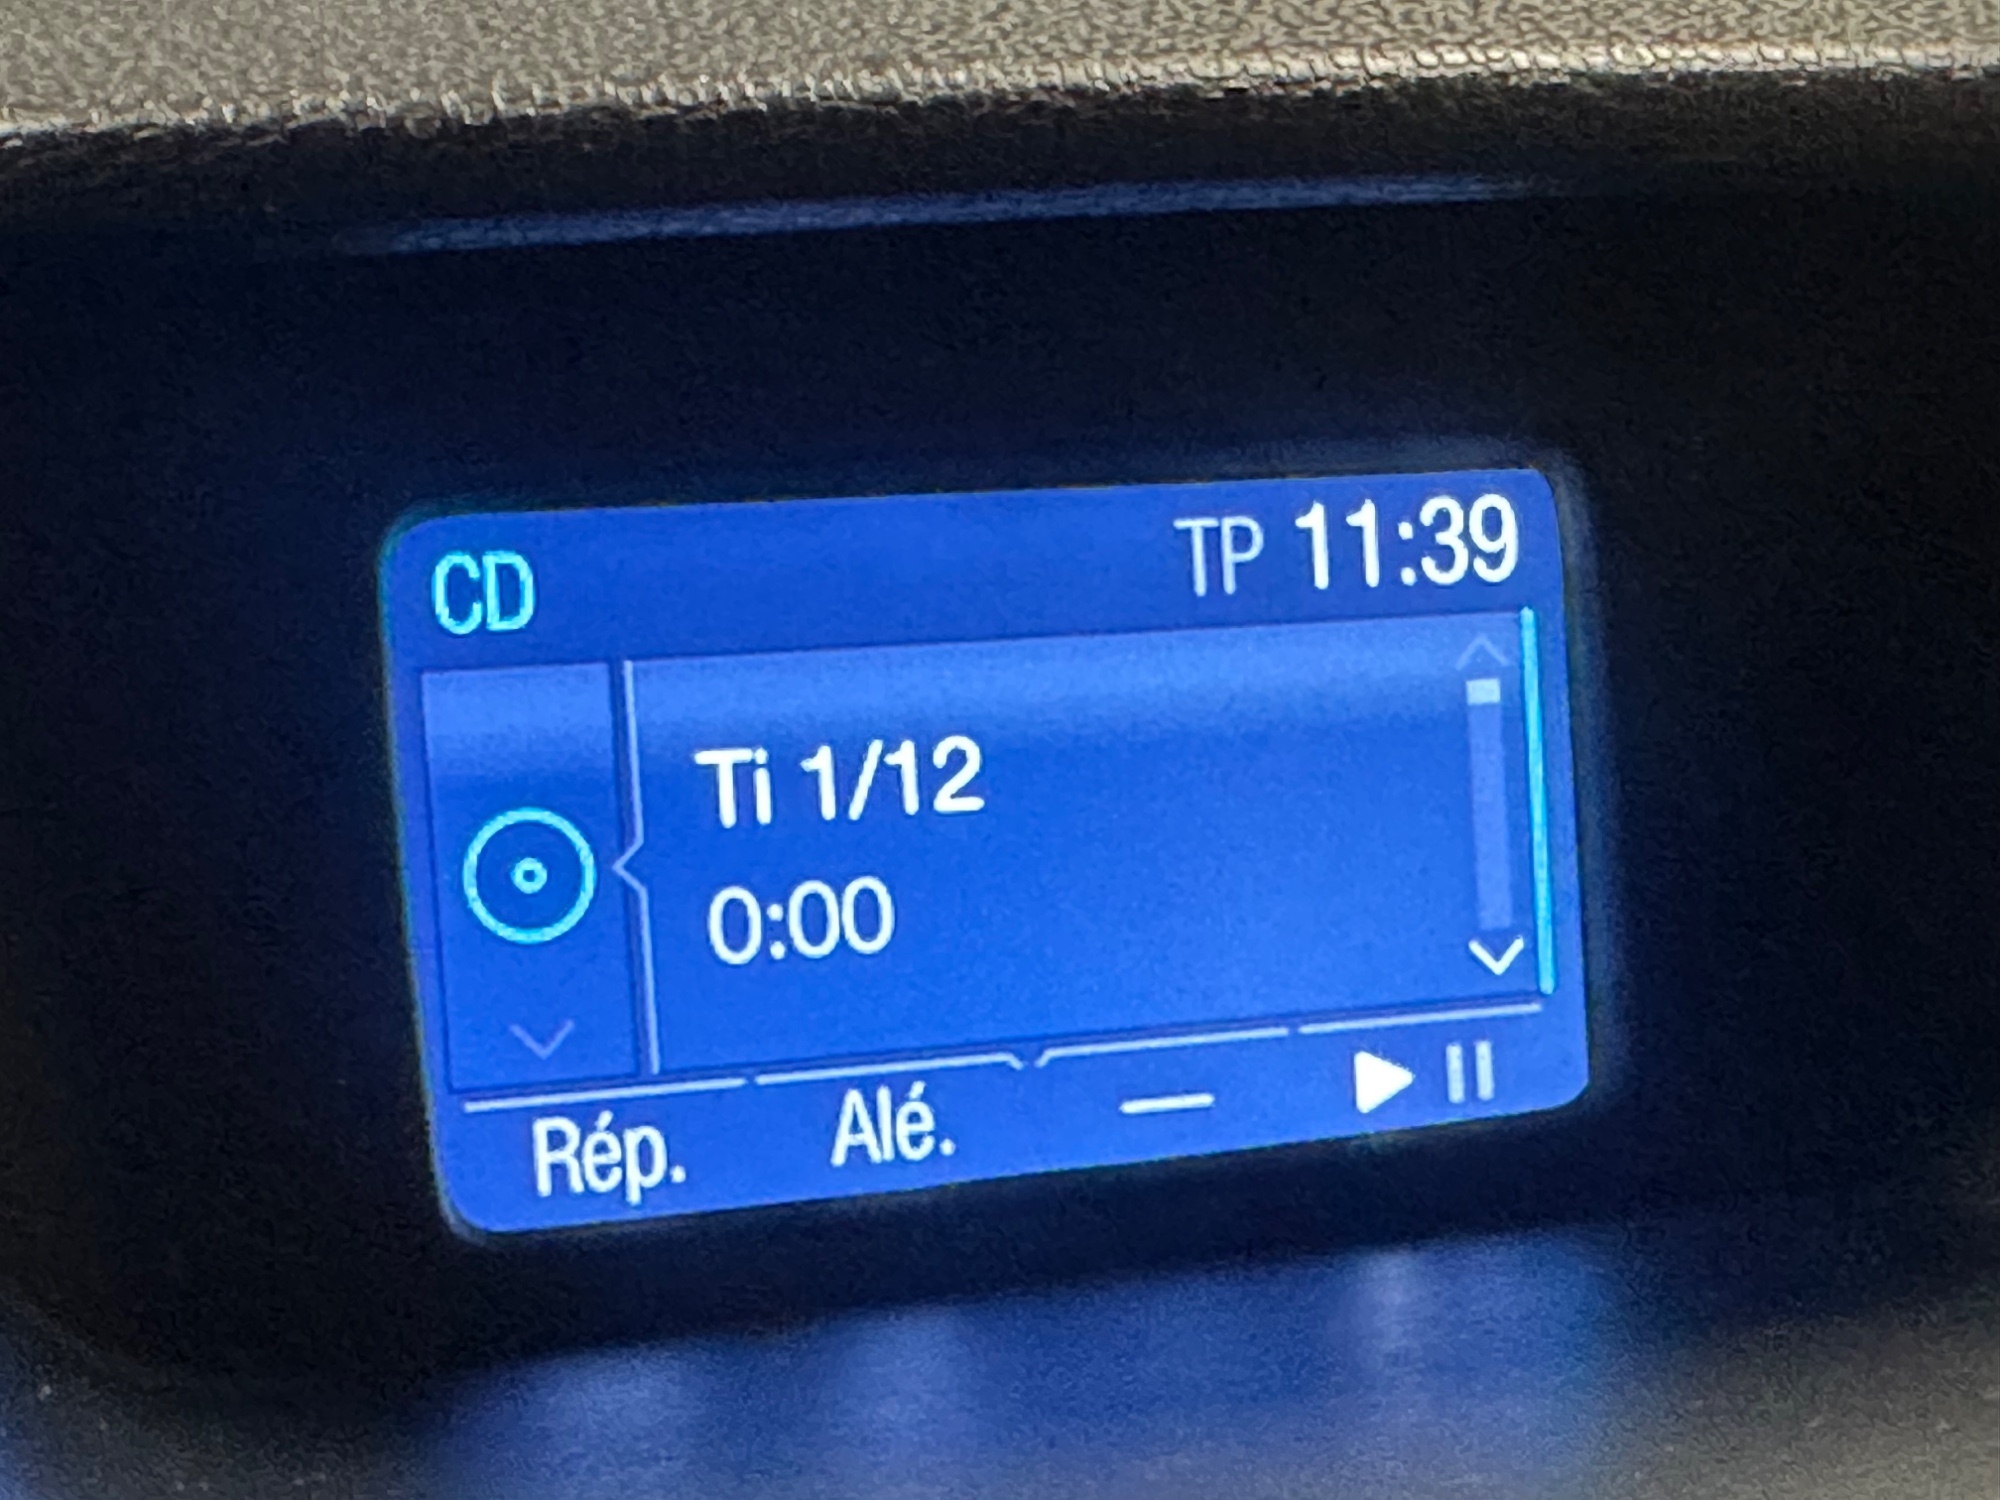 CD TP 11:39
Ti 1/12
0:00
Rép. Alé. —